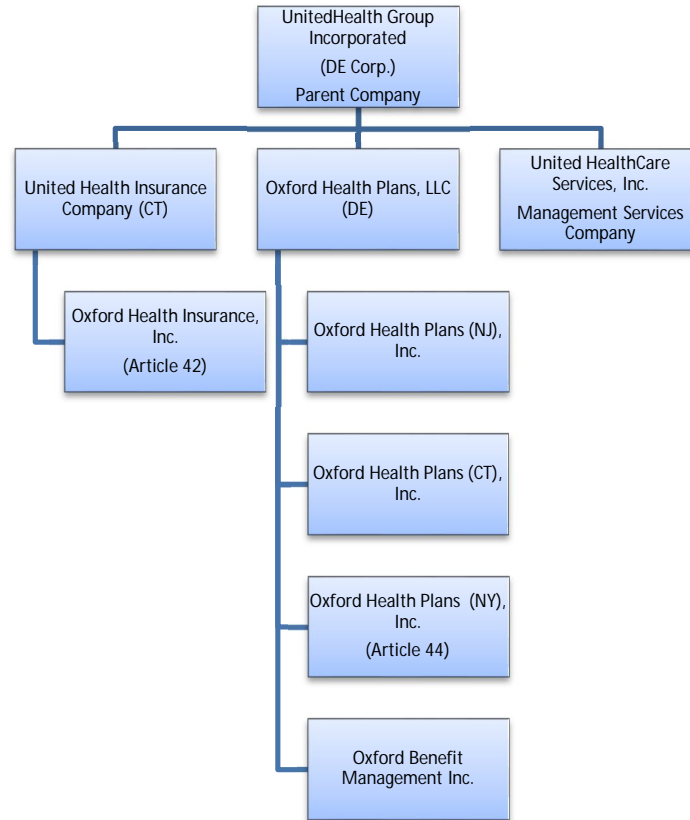 UnitedHealth Group
Incorporated
(DE Corp.)
Parent Company
United Health Insurance
Company (CT)
Oxford Health Plans, LLC
(DE)
United HealthCare
Services, Inc.
Management Services
Company
Oxford Health Insurance,
Inc.
(Article 42)
Oxford Health Plans (NJ),
Inc.
Oxford Health Plans (CT),
Inc.
Oxford Health Plans (NY),
Inc.
(Article 44)
Oxford Benefit
Management Inc.